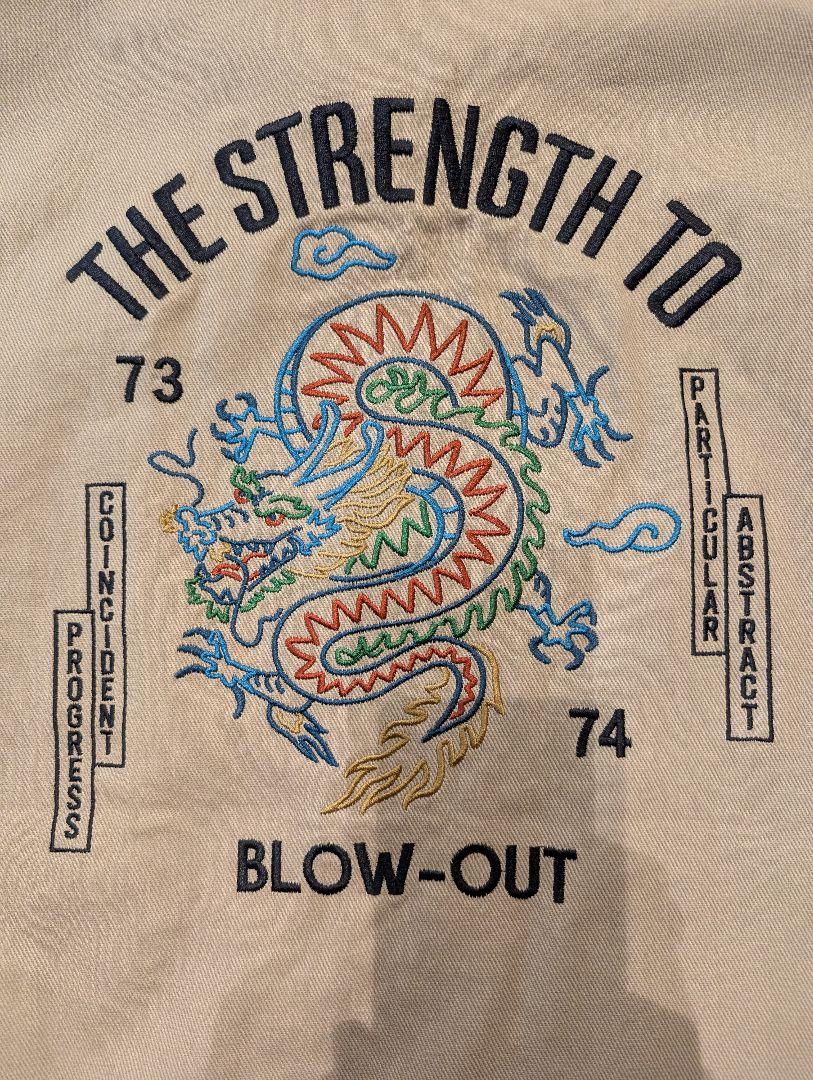 THE STRENGTH TO
73
COINCIDENT
PROGRESS
PARTICULAR
ABSTRACT
74
BLOW-OUT